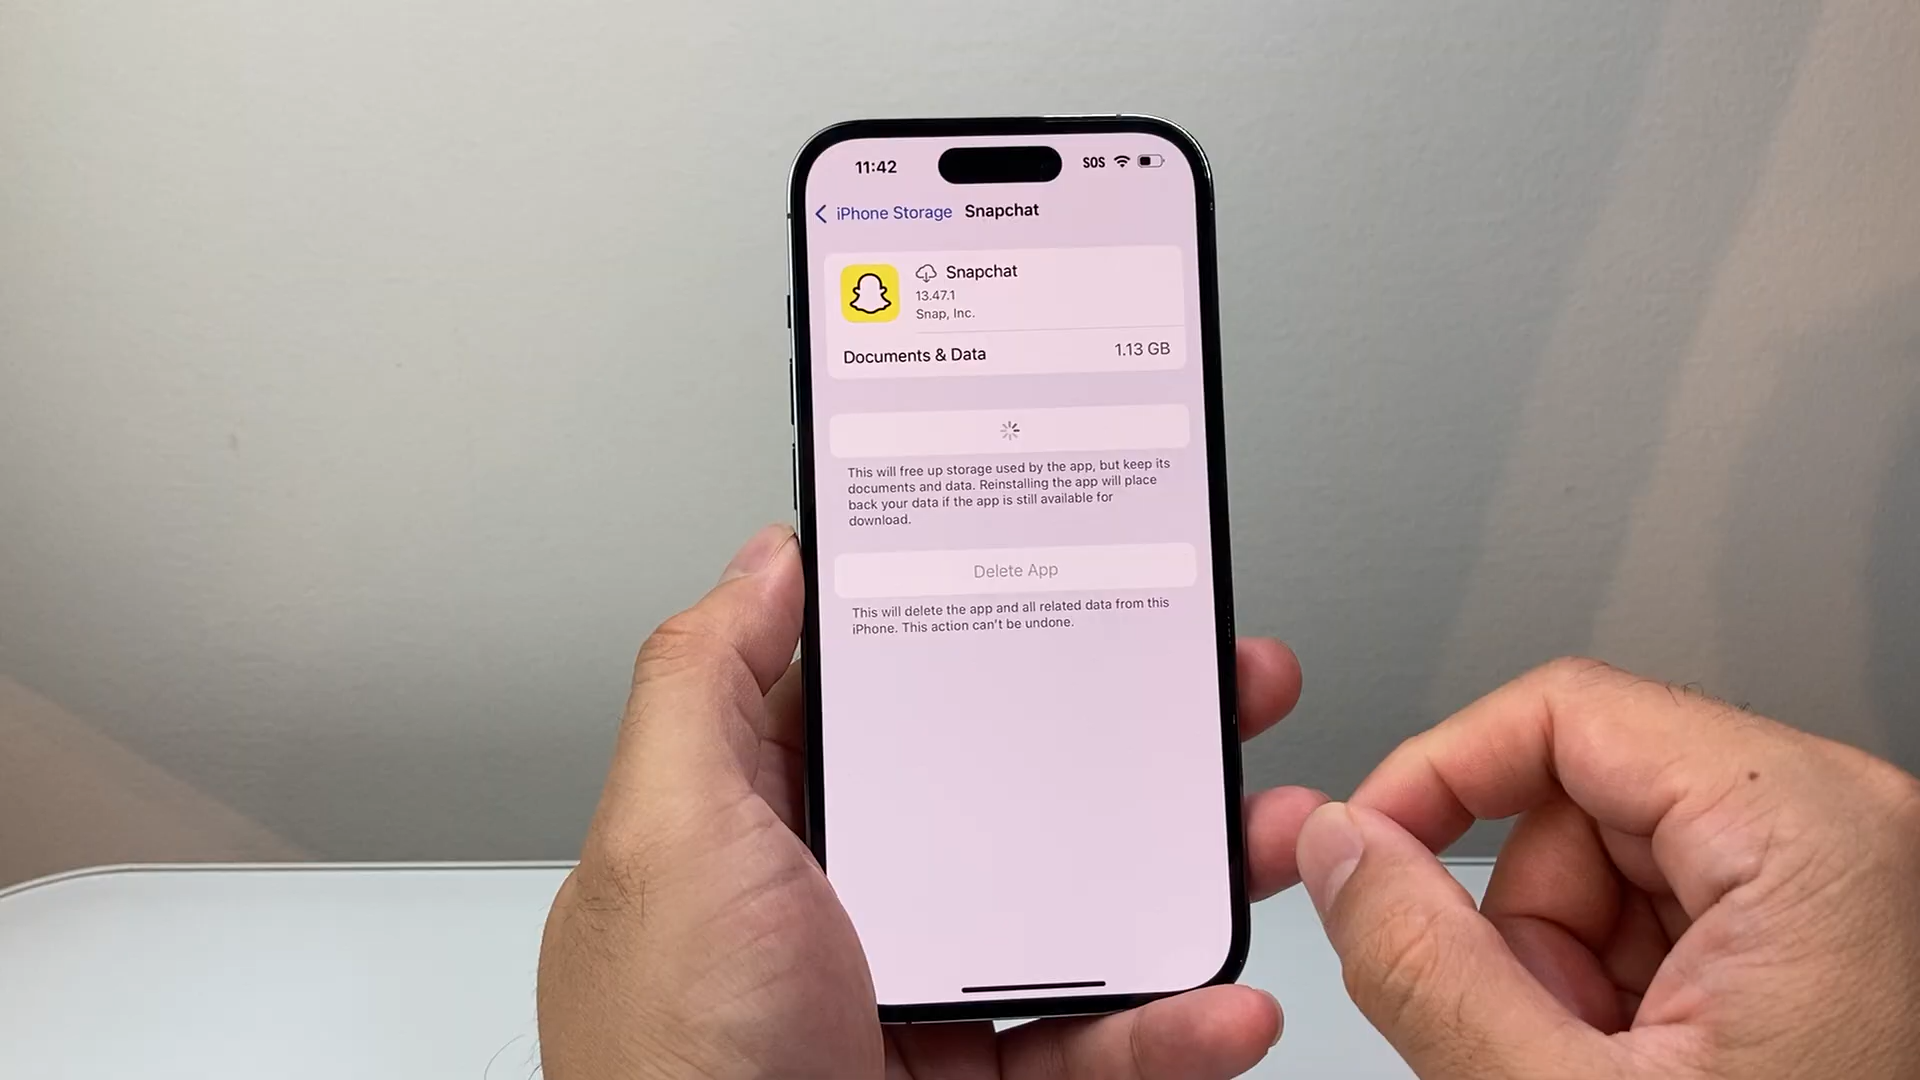 11:42 SOS
iPhone Storage Snapchat
Snapchat
13.47.1
Snap, Inc.
Documents & Data 1.13 GB
This will free up storage used by the app, but keep its
documents and data. Reinstalling the app will place
back your data if the app is still available for
download.
Delete App
This will delete the app and all related data from this
iPhone. This action can't be undone.